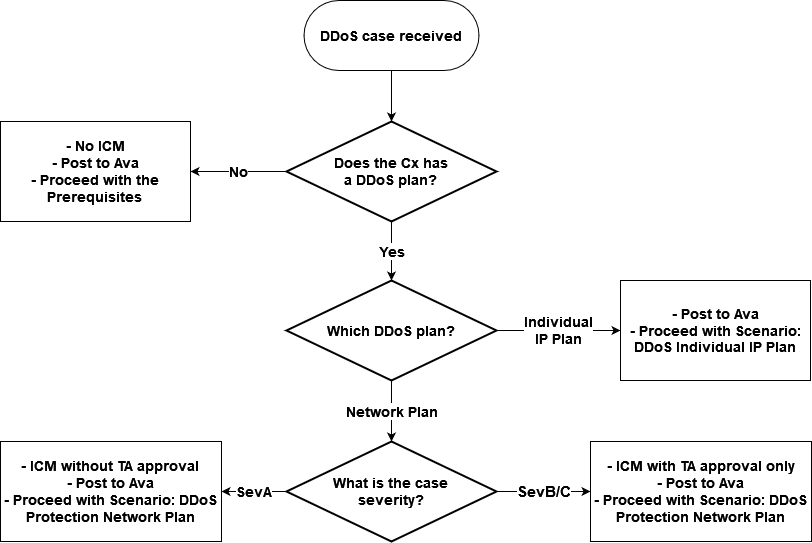 DDoS case received
Does the Cx has
a DDoS plan?
No
- No ICM
- Post to Ava
- Proceed with the
Prerequisites
Yes
Which DDoS plan?
Individual
IP Plan
- Post to Ava
- Proceed with Scenario:
DDoS Individual IP Plan
Network Plan
What is the case
severity?
SevA
- ICM without TA approval
- Post to Ava
- Proceed with Scenario: DDoS
Protection Network Plan
SevB/C
- ICM with TA approval only
- Post to Ava
- Proceed with Scenario: DDoS
Protection Network Plan